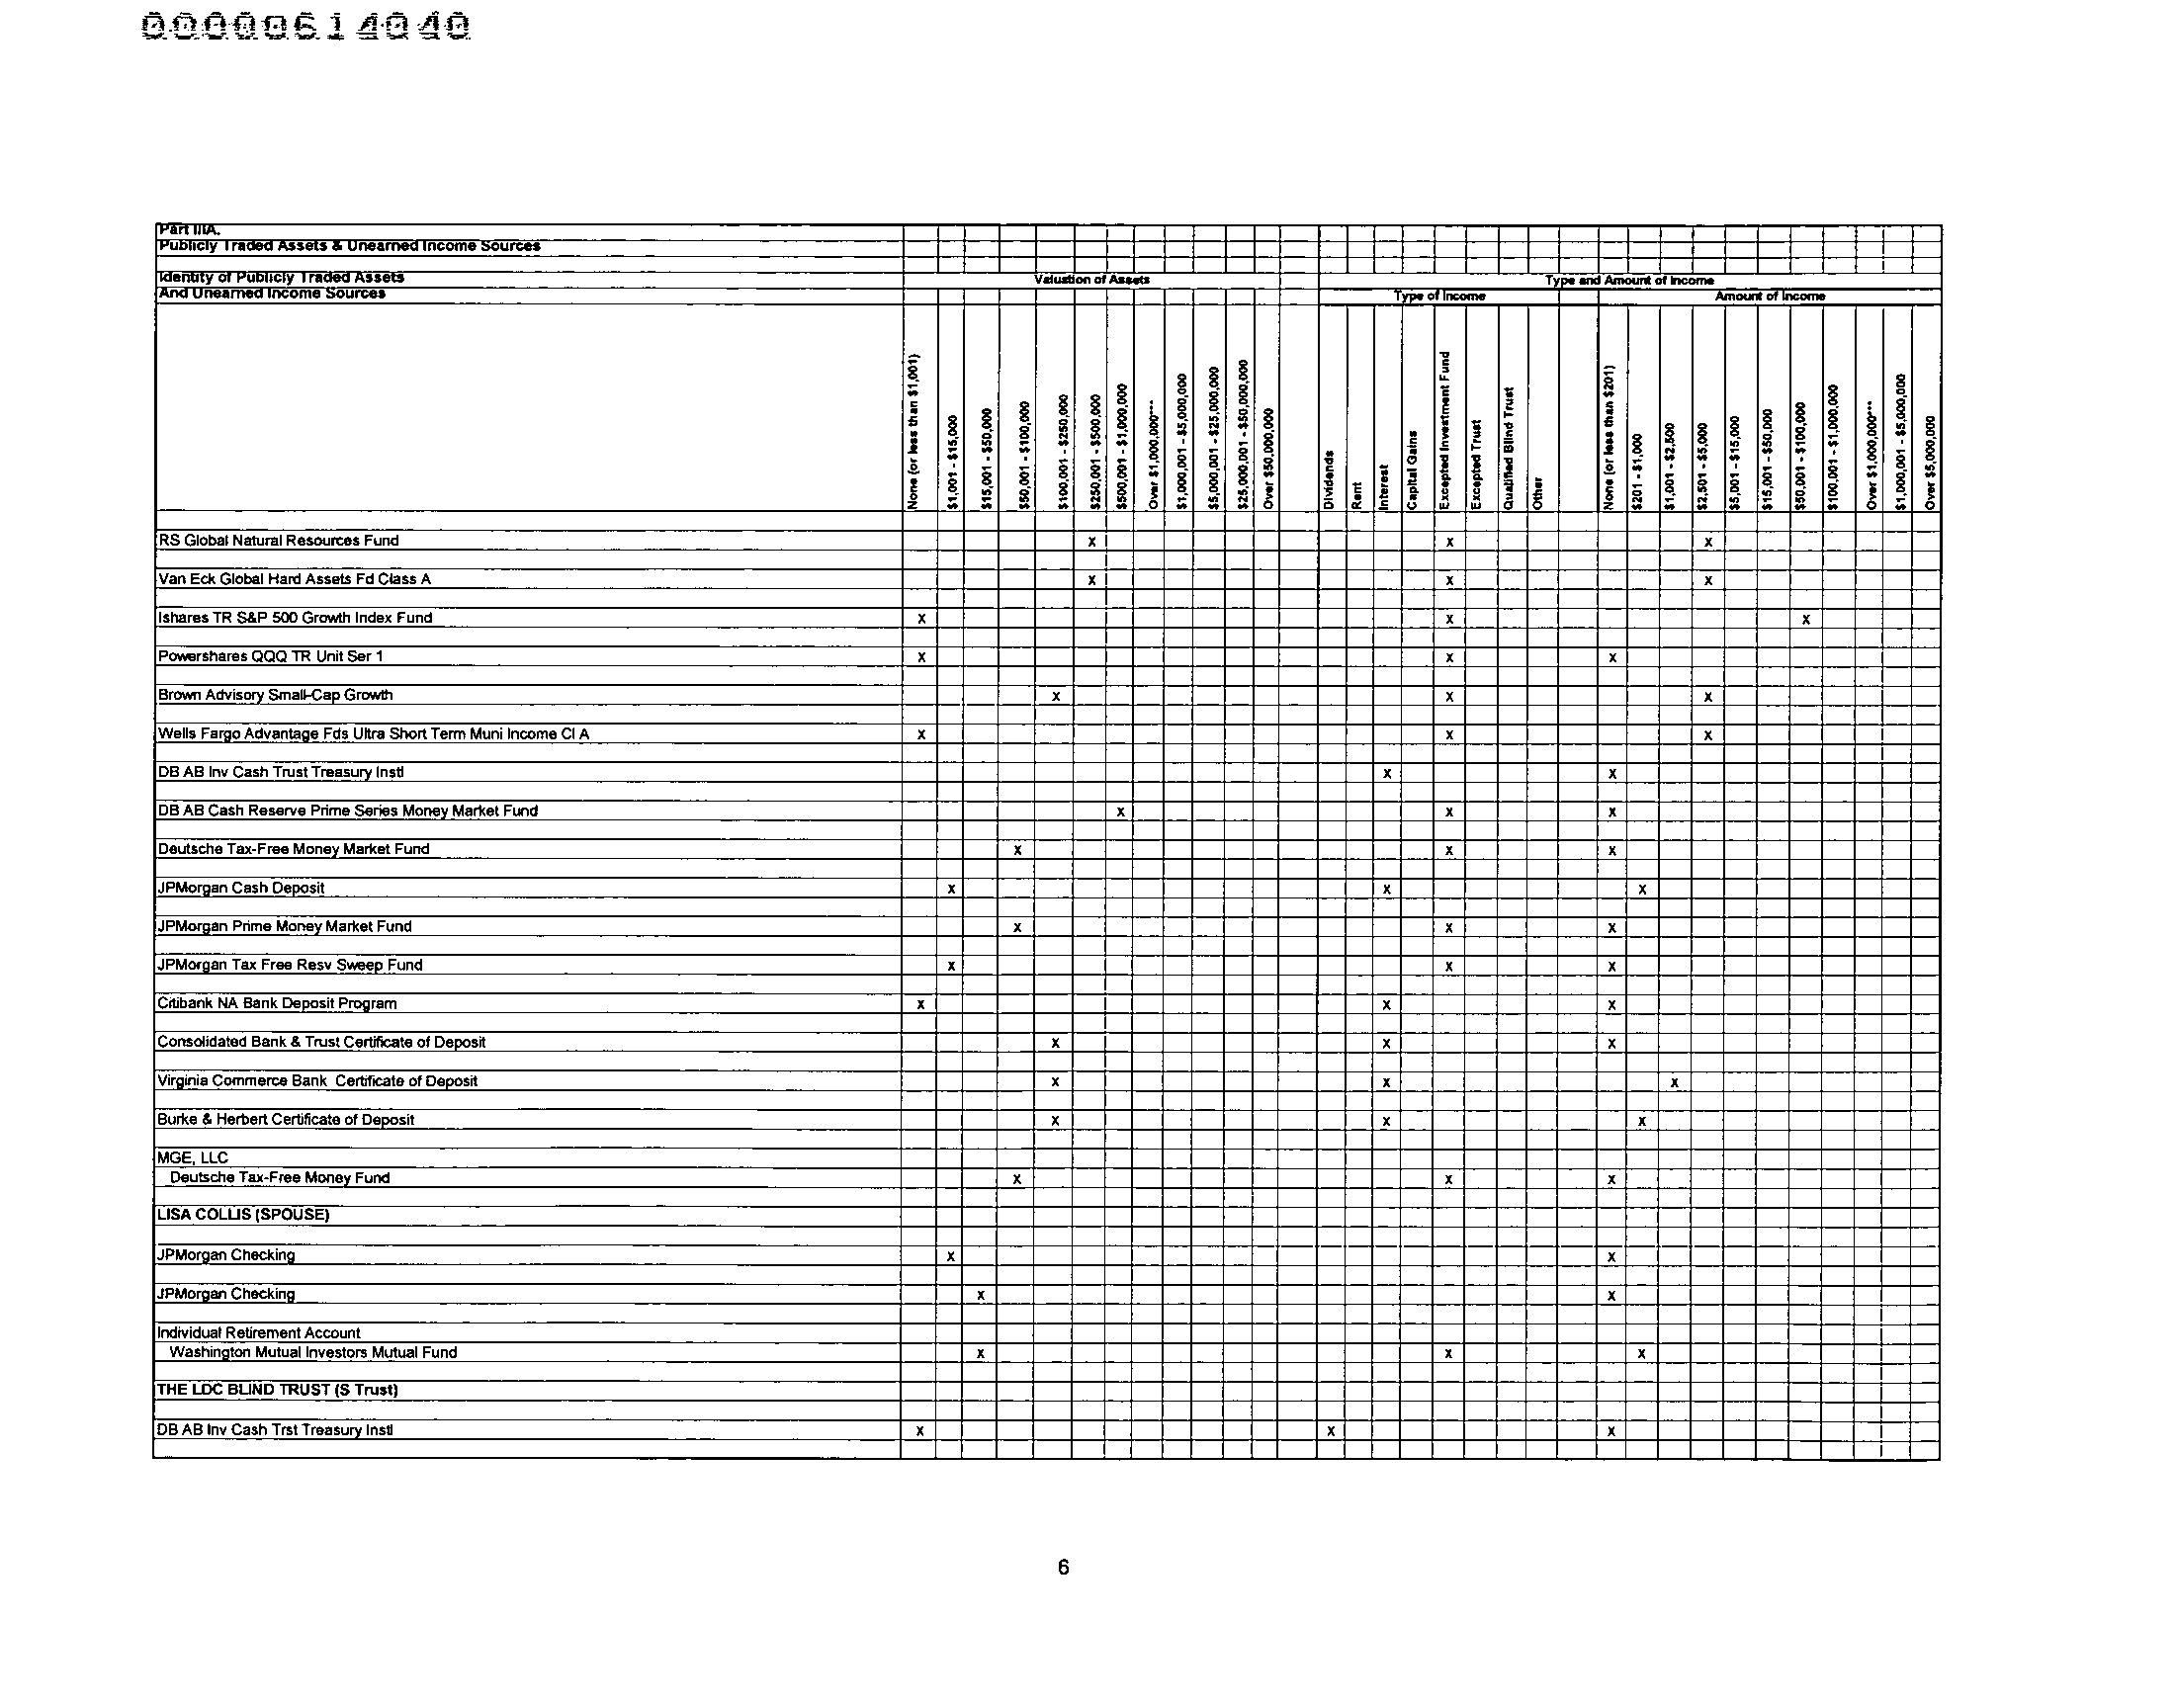 00000614040
Part IIIA.
Publicly Traded Assets & Unearned Income Sources
Identity of Publicly Traded Assets Valuation of Assets Type and Amount of Income
And Unearned Income Sources Type of Income Amount of Income
None (or less than $1,001)
$1,001 - $15,000
$15,001 - $50,000
$50,001 - $100,000
$100,001 - $250,000
$250,001 - $500,000
$500,001 - $1,000,000
Over $1,000,000***
$1,000,001 - $5,000,000
$5,000,001 - $25,000,000
$25,000,001 - $50,000,000
Over $50,000,000
Dividends
Rent
Interest
Capital Gains
Excepted Investment Fund
Excepted Trust
Qualified Blind Trust
Other
None (or less than $201)
$201 - $1,000
$1,001 - $2,500
$2,501 - $5,000
$5,001 - $15,000
$15,001 - $50,000
$50,001 - $100,000
$100,001 - $1,000,000
Over $1,000,000***
$1,000,001 - $5,000,000
Over $5,000,000
RS Global Natural Resources Fund X X X
Van Eck Global Hard Assets Fd Class A X X X
Ishares TR S&P 500 Growth Index Fund X X X
Powershares QQQ TR Unit Ser 1 X X X
Brown Advisory Small-Cap Growth X X X
Wells Fargo Advantage Fds Ultra Short Term Muni Income Cl A X X X
DB AB Inv Cash Trust Treasury Instl X X
DB AB Cash Reserve Prime Series Money Market Fund X X X
Deutsche Tax-Free Money Market Fund X X X
JPMorgan Cash Deposit X X X
JPMorgan Prime Money Market Fund X X X
JPMorgan Tax Free Resv Sweep Fund X X X
Citibank NA Bank Deposit Program X X X
Consolidated Bank & Trust Certificate of Deposit X X X
Virginia Commerce Bank Certificate of Deposit X X X
Burke & Herbert Certificate of Deposit X X X
MGE, LLC
Deutsche Tax-Free Money Fund X X X
LISA COLLIS (SPOUSE)
JPMorgan Checking X X
JPMorgan Checking X X
Individual Retirement Account
Washington Mutual Investors Mutual Fund X X X
THE LDC BLIND TRUST (S Trust)
DB AB Inv Cash Trst Treasury Instl X X X
6